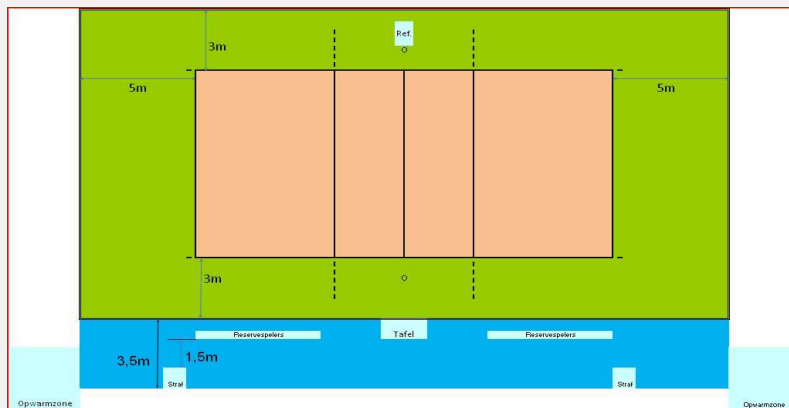 Ref.
3m
5m
5m
3m
Reservespelers
Tafel
Reservespelers
3,5m
1,5m
Straf
Straf
Opwarmzone
Opwarmzone